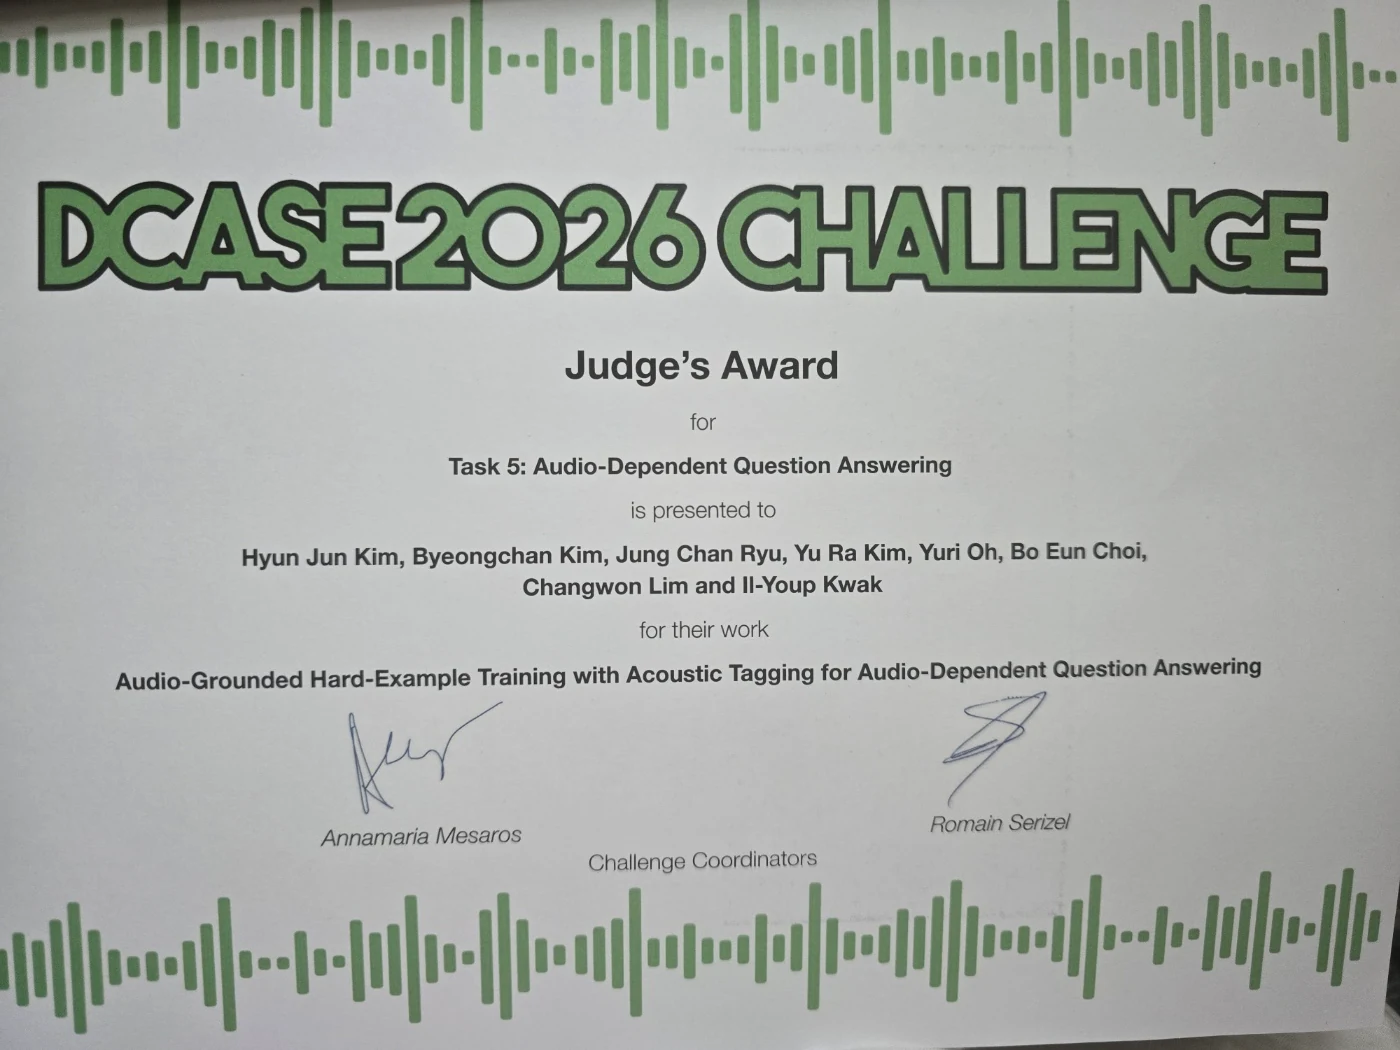 DCASE2026 CHALLENGE
Judge's Award
for
Task 5: Audio-Dependent Question Answering
is presented to
Hyun Jun Kim, Byeongchan Kim, Jung Chan Ryu, Yu Ra Kim, Yuri Oh, Bo Eun Choi,
Changwon Lim and Il-Youp Kwak
for their work
Audio-Grounded Hard-Example Training with Acoustic Tagging for Audio-Dependent Question Answering
Annamaria Mesaros
Romain Serizel
Challenge Coordinators